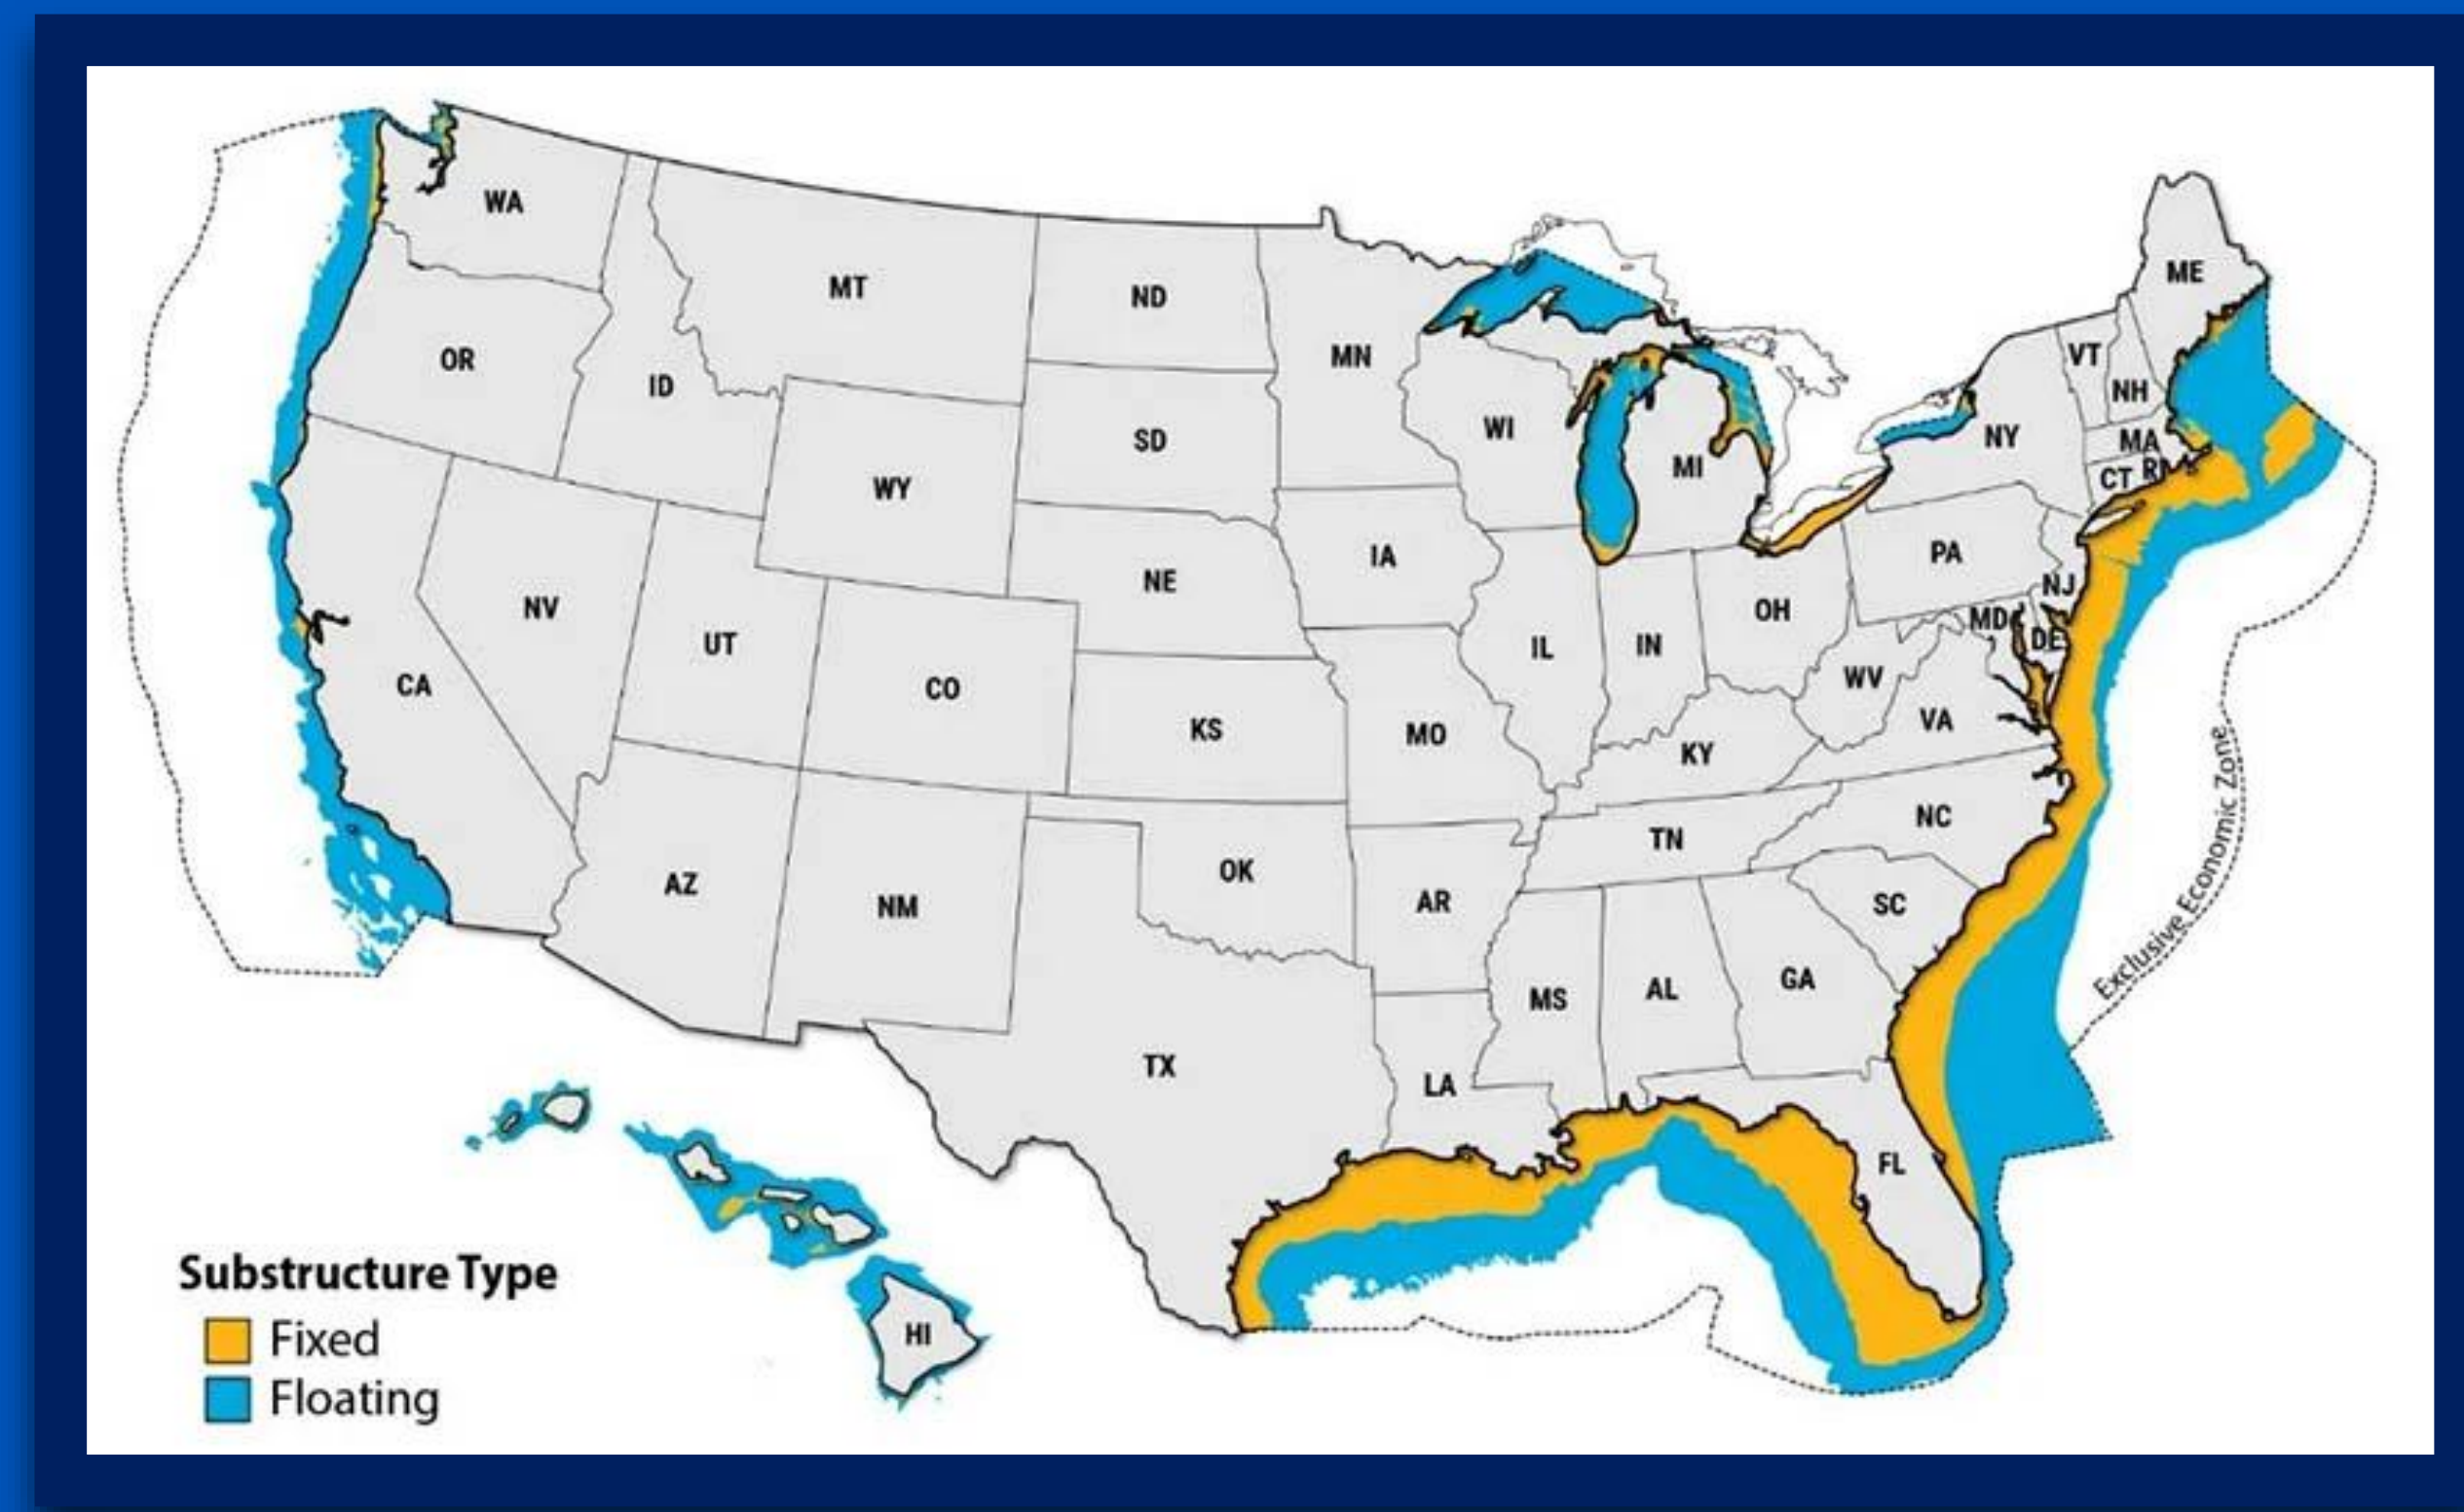 WA
MT
ND
MN
ME
OR
ID
SD
WI
VT
NH
NY
MA
WY
MI
CT RI
IA
PA
NE
NV
OH
NJ
UT
IL
IN
MD
DE
CA
CO
WV
KS
MO
VA
KY
NC
TN
OK
AZ
NM
AR
SC
Exclusive Economic Zone
MS
AL
GA
TX
LA
FL
HI
Substructure Type
Fixed
Floating